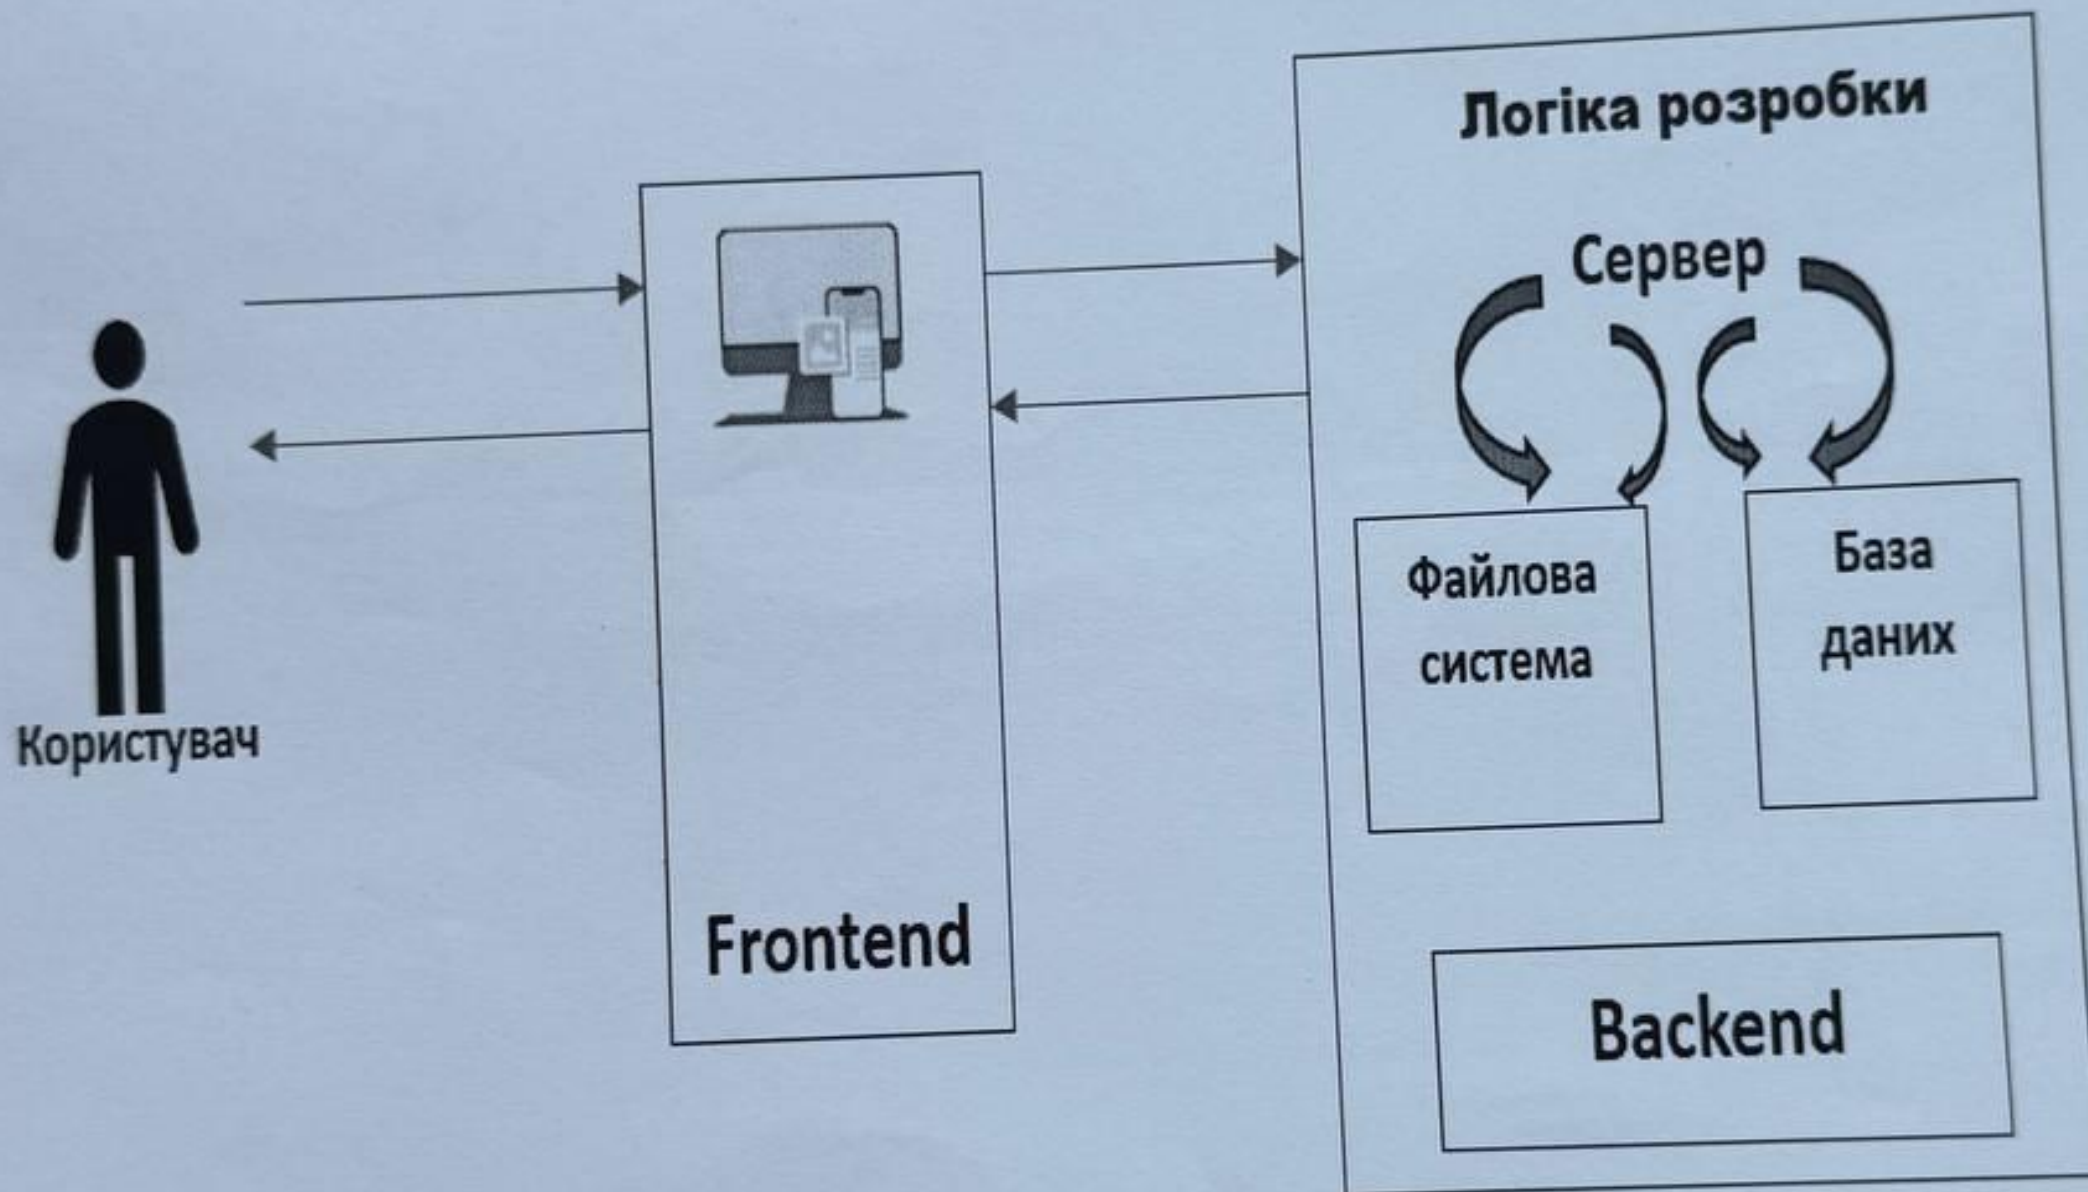 Логіка розробки
Сервер
Файлова
система
База
даних
Користувач
Frontend
Backend